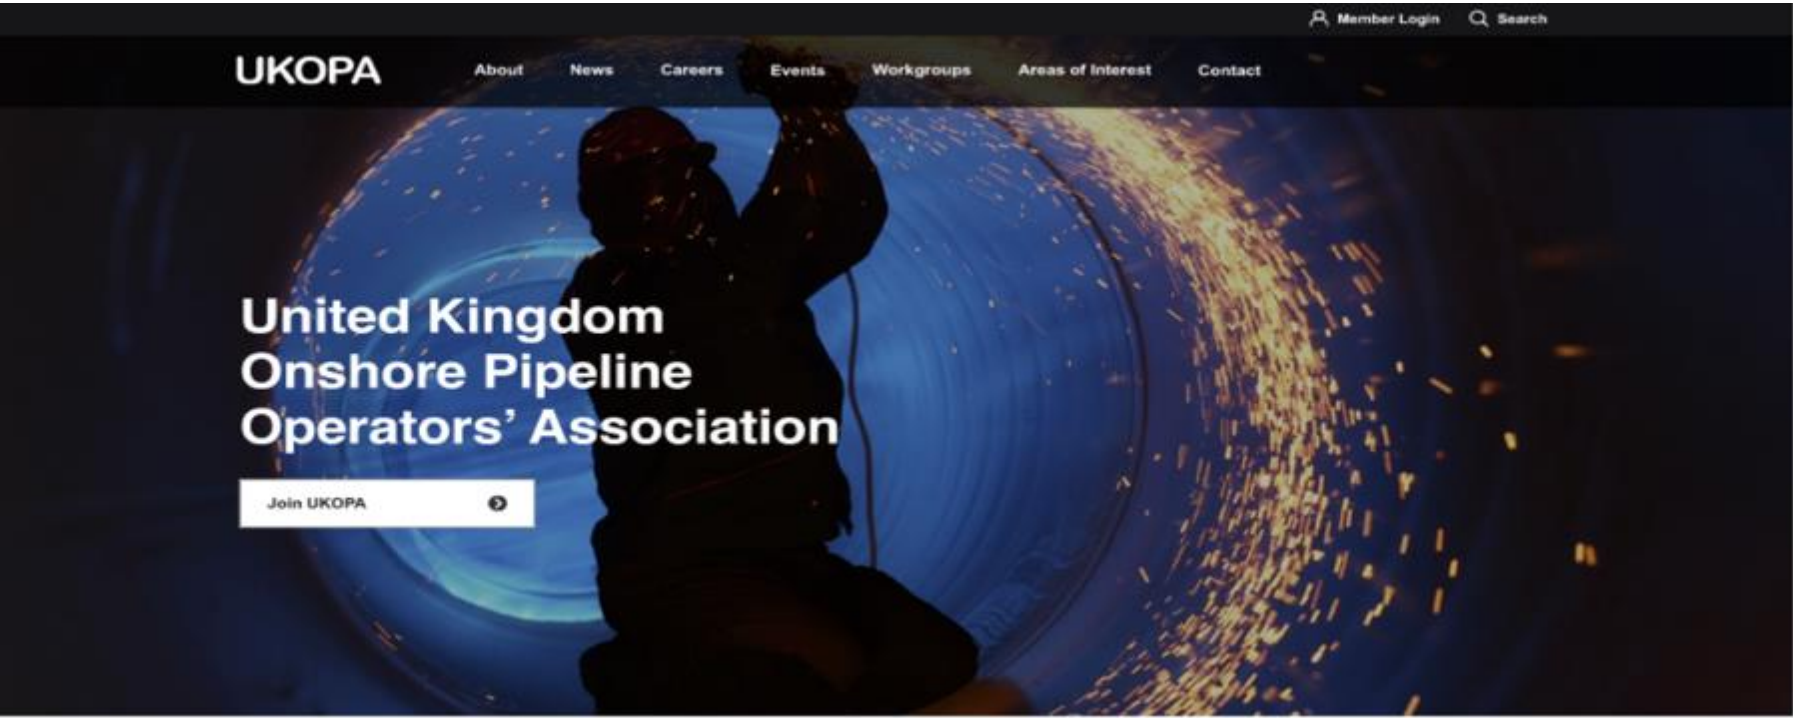 Member Login Search
UKOPA About News Careers Events Workgroups Areas of Interest Contact
United Kingdom
Onshore Pipeline
Operators’ Association
Join UKOPA